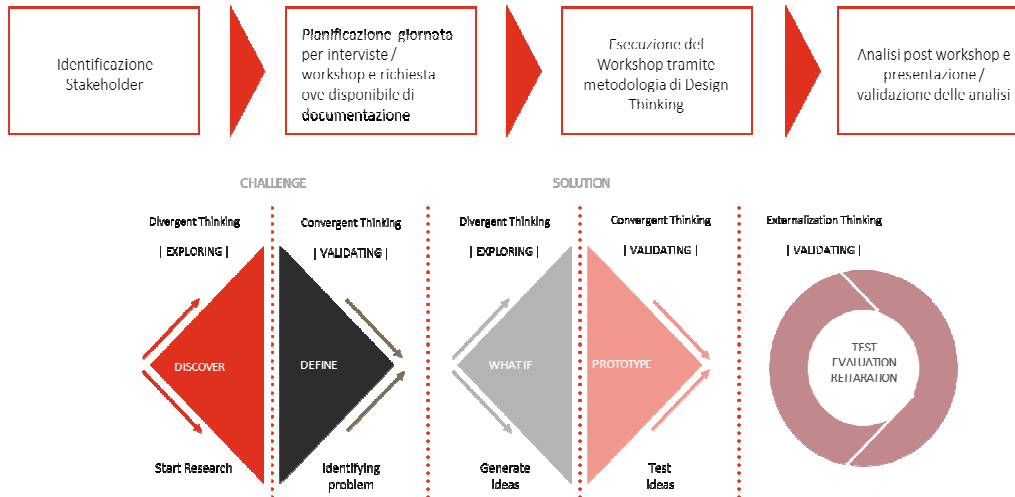 Identificazione
Stakeholder
Pianificazione giornata
per interviste /
workshop e richiesta
ove disponibile di
documentazione
Esecuzione del
Workshop tramite
metodologia di Design
Thinking
Analisi post workshop e
presentazione /
validazione delle analisi
CHALLENGE
SOLUTION
Divergent Thinking
| EXPLORING |
Convergent Thinking
| VALIDATING |
Divergent Thinking
| EXPLORING |
Convergent Thinking
| VALIDATING |
Externalization Thinking
| VALIDATING |
DISCOVER
DEFINE
WHAT IF
PROTOTYPE
TEST
EVALUATION
REITARATION
Start Research
Identifying
problem
Generate
Ideas
Test
Ideas